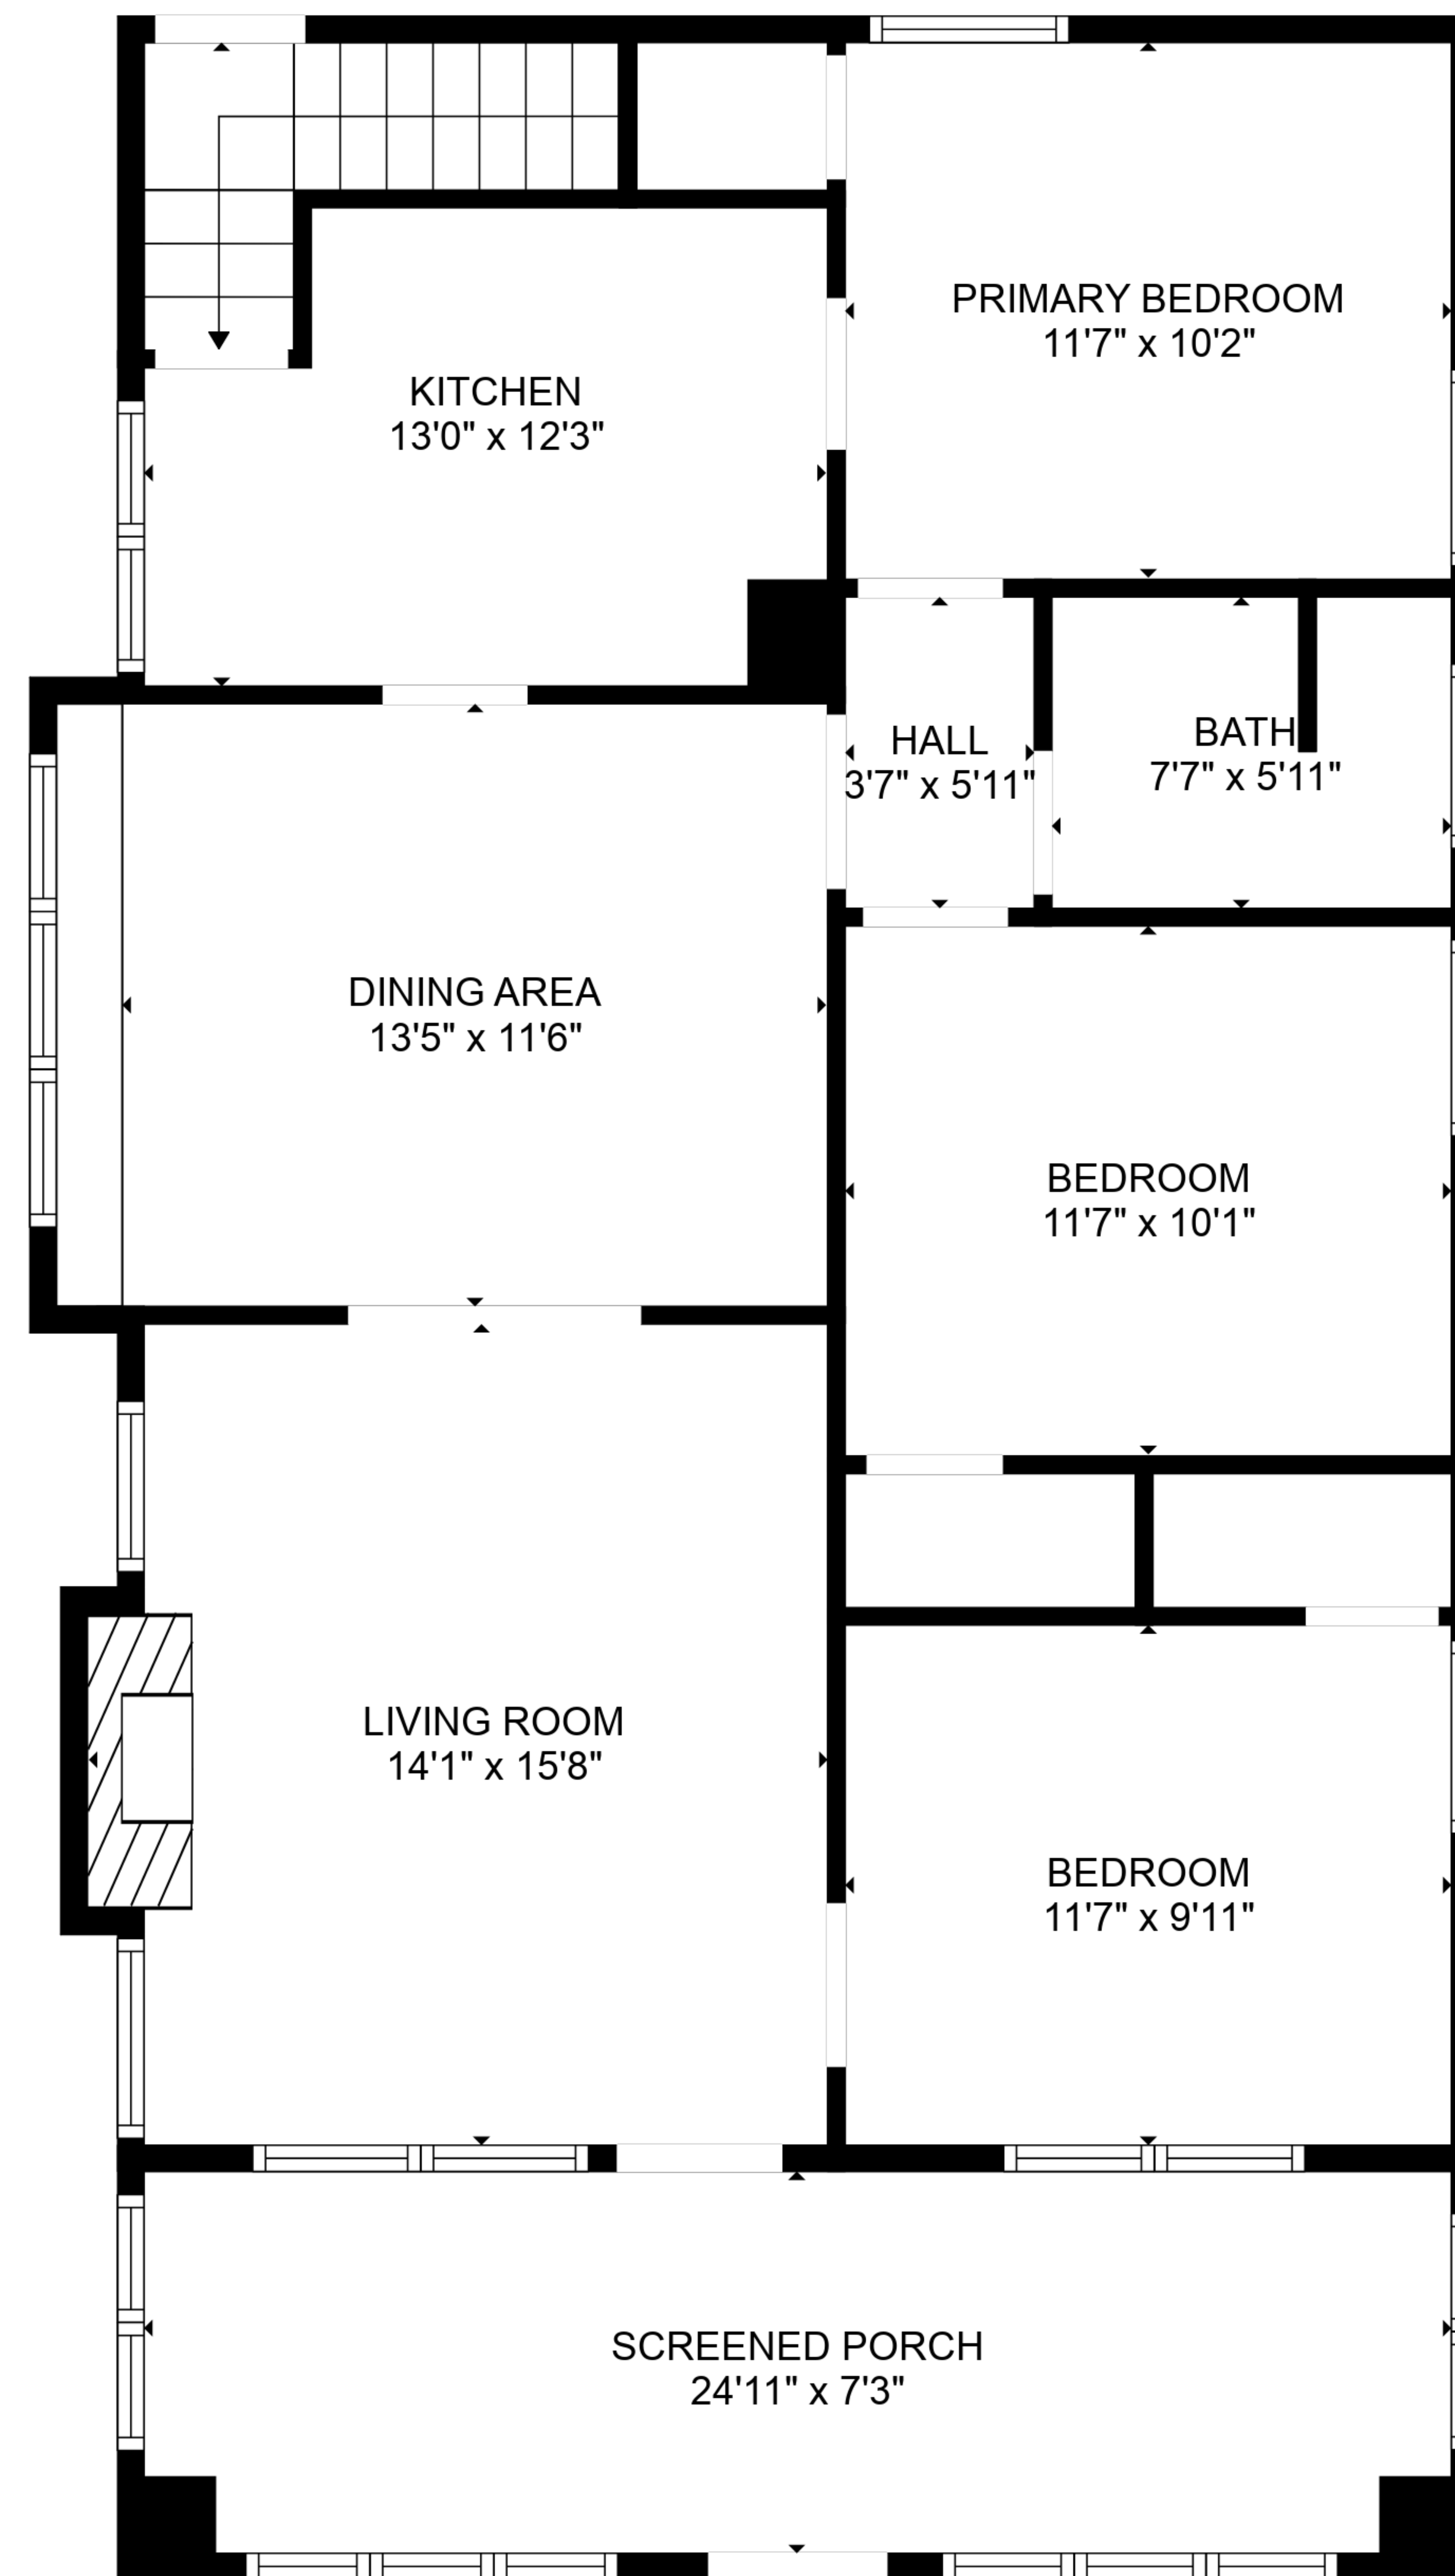 PRIMARY BEDROOM
11'7" x 10'2"
KITCHEN
13'0" x 12'3"
HALL
3'7" x 5'11"
BATH
7'7" x 5'11"
DINING AREA
13'5" x 11'6"
BEDROOM
11'7" x 10'1"
LIVING ROOM
14'1" x 15'8"
BEDROOM
11'7" x 9'11"
SCREENED PORCH
24'11" x 7'3"